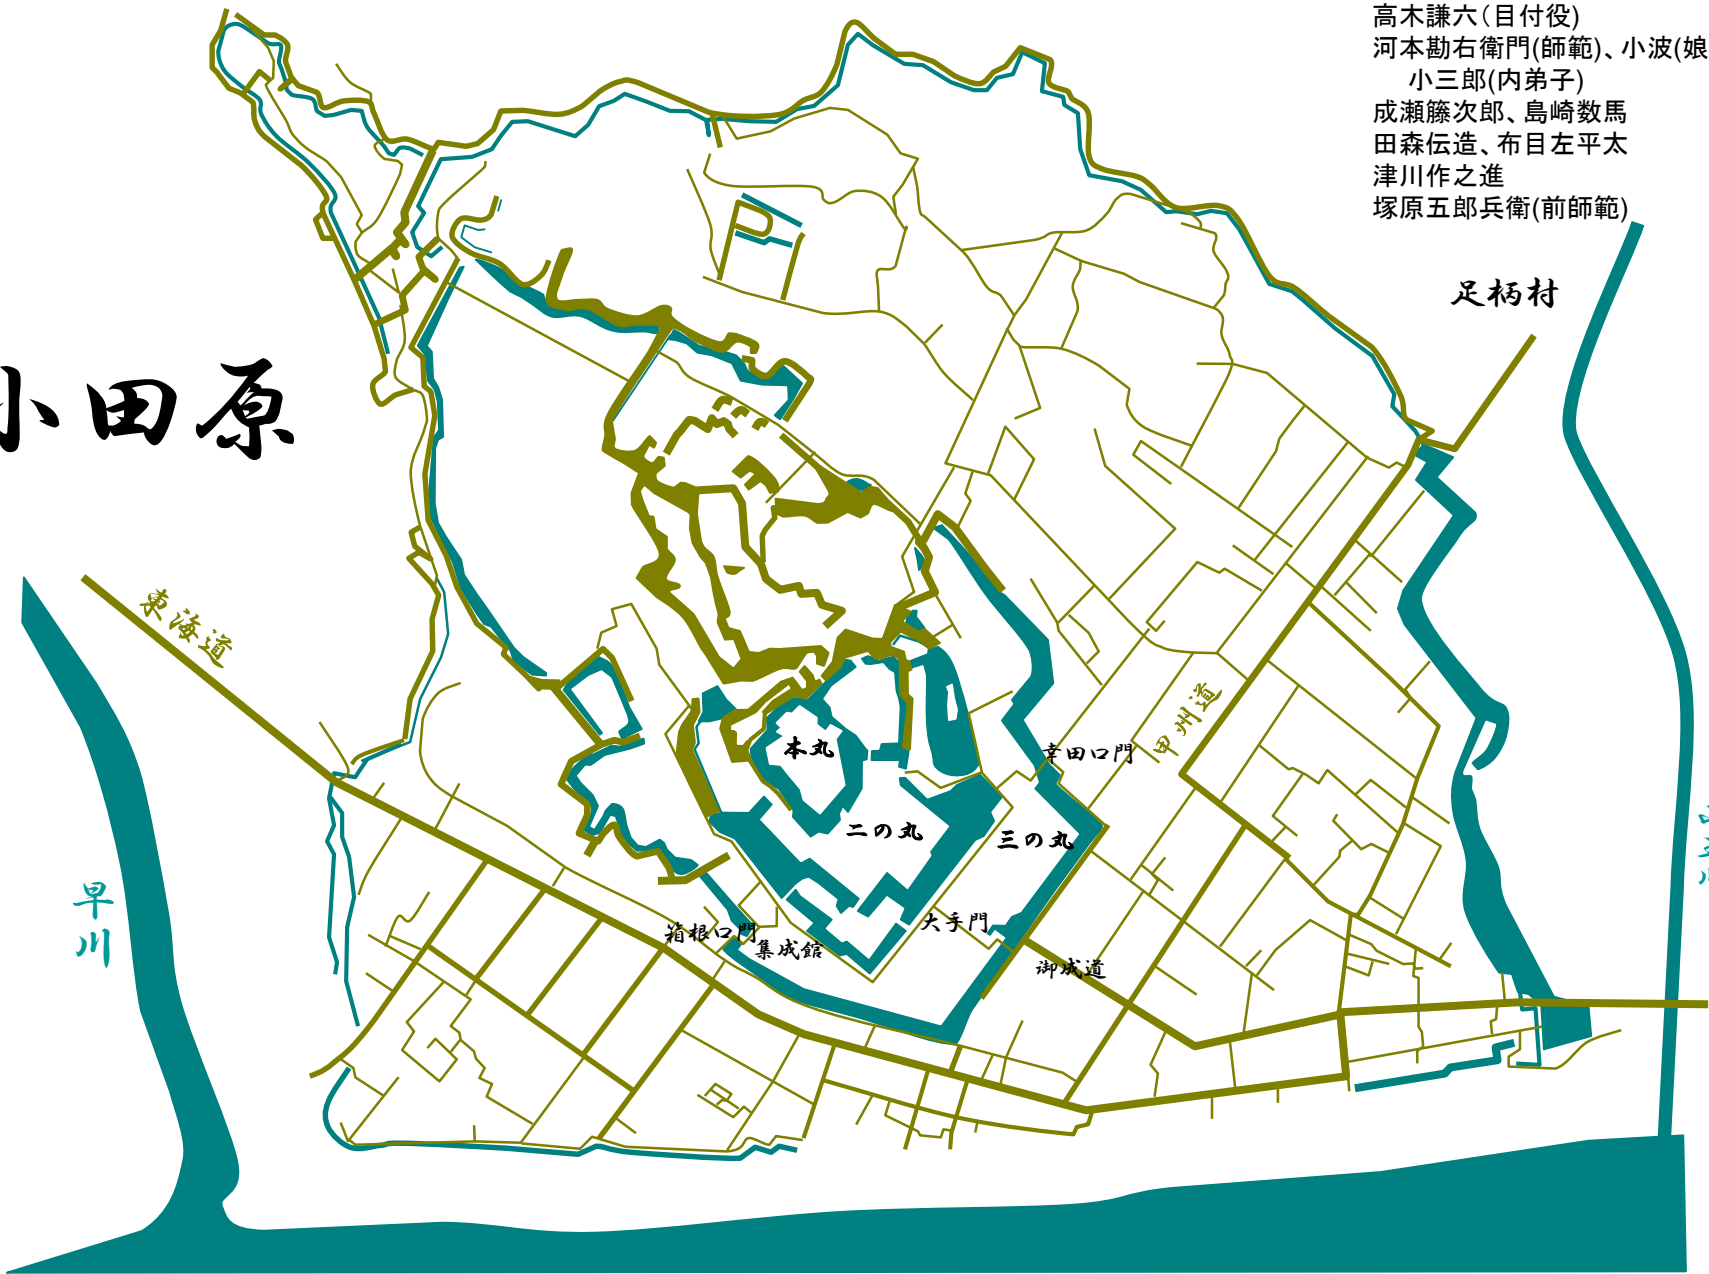 高木謙六(目付役)
河本勘右衛門(師範)、小波(娘
小三郎(内弟子)
成瀬籐次郎、島崎数馬
田森伝造、布目左平太
津川作之進
塚原五郎兵衛(前師範)
足柄村
小田原
東海道
甲州道
幸田口門
本丸
二の丸
三の丸
早川
大手門
箱根口門
集成館
御成道